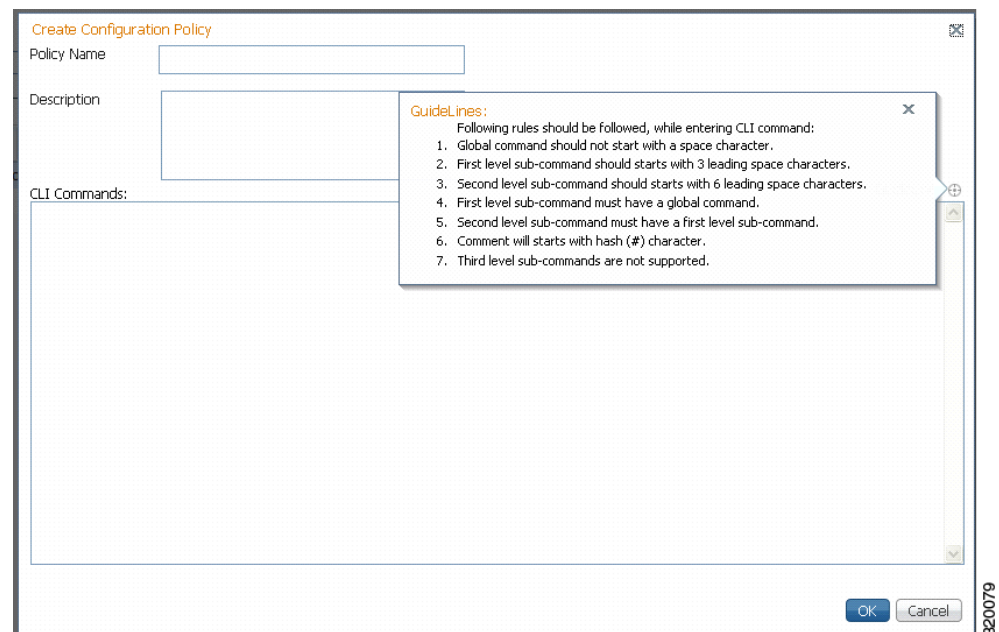 Create Configuration Policy
Policy Name
Description
GuideLines:
Following rules should be followed, while entering CLI command:
1. Global command should not start with a space character.
2. First level sub-command should starts with 3 leading space characters.
3. Second level sub-command should starts with 6 leading space characters.
4. First level sub-command must have a global command.
5. Second level sub-command must have a first level sub-command.
6. Comment will starts with hash (#) character.
7. Third level sub-commands are not supported.
CLI Commands:
OK Cancel
320079